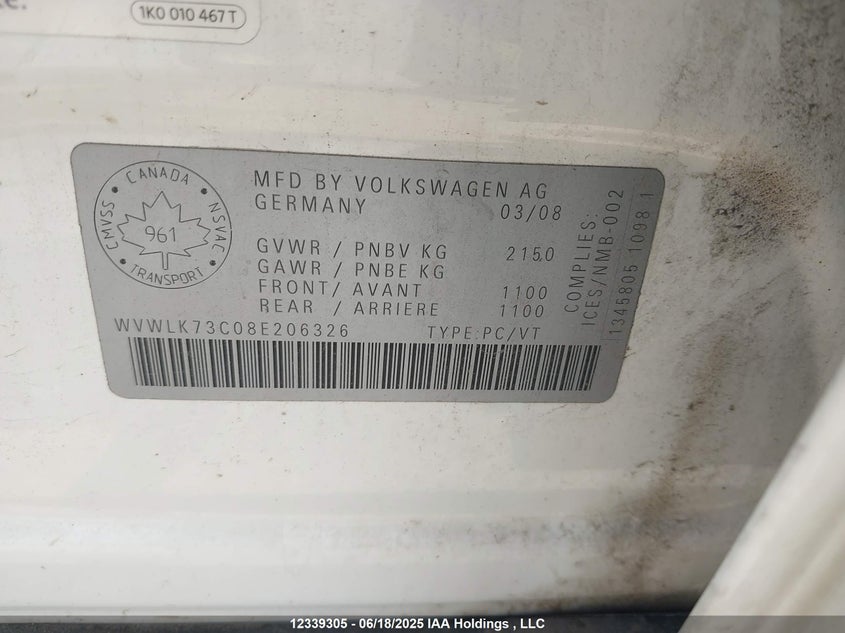 1K0 010 467 T
CANADA
CMVSS
NSVAC
961
TRANSPORT
MFD BY VOLKSWAGEN AG
GERMANY 03/08
GVWR / PNBV KG 2150
GAWR / PNBE KG
FRONT/ AVANT 1100
REAR / ARRIERE 1100
WVWLK73C08E206326 TYPE:PC/VT
COMPLIES:
ICES/NMB-002
1345805 1098 1
12339305 - 06/18/2025 IAA Holdings , LLC